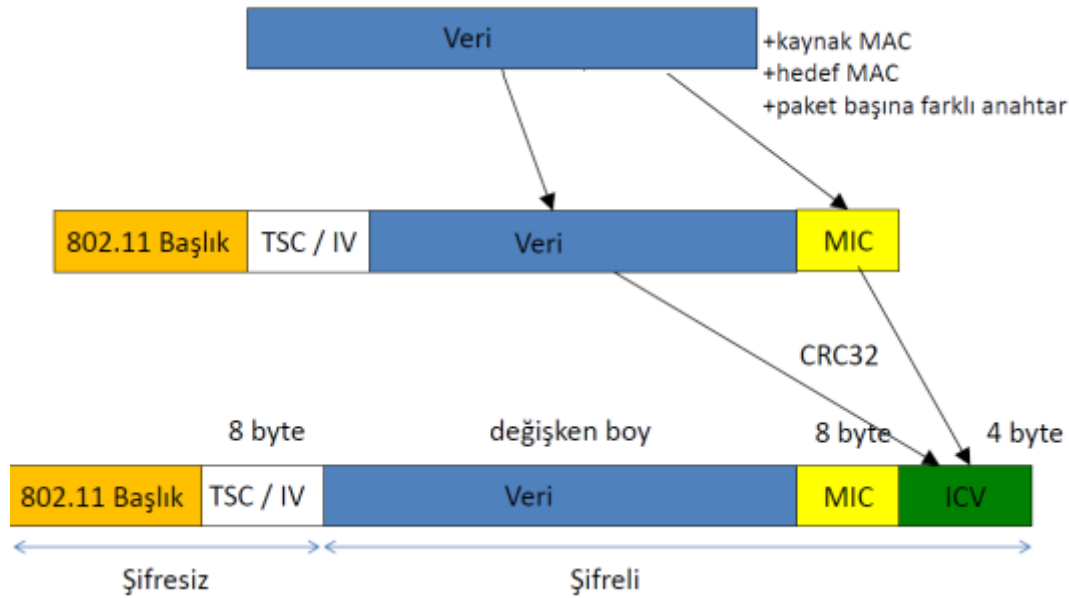 Veri
+kaynak MAC
+hedef MAC
+paket başına farklı anahtar
802.11 Başlık
TSC / IV
Veri
MIC
CRC32
8 byte
değişken boy
8 byte
4 byte
802.11 Başlık
TSC / IV
Veri
MIC
ICV
Şifresiz
Şifreli